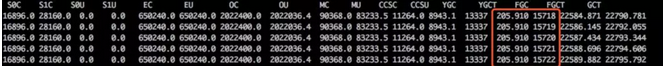 S0C S1C S0U S1U EC EU OC OU MC MU CCSC CCSU YGC YGCT FGC FGCT GCT
16896.0 28160.0 0.0 0.0 650240.0 650240.0 2022400.0 2022036.4 90368.0 83233.5 11264.0 8943.1 13337 205.910 15718 22584.871 22790.781
16896.0 28160.0 0.0 0.0 650240.0 650240.0 2022400.0 2022036.4 90368.0 83233.5 11264.0 8943.1 13337 205.910 15719 22586.145 22792.055
16896.0 28160.0 0.0 0.0 650240.0 650240.0 2022400.0 2022036.4 90368.0 83233.5 11264.0 8943.1 13337 205.910 15720 22587.434 22793.344
16896.0 28160.0 0.0 0.0 650240.0 650240.0 2022400.0 2022036.4 90368.0 83233.5 11264.0 8943.1 13337 205.910 15721 22588.696 22794.606
16896.0 28160.0 0.0 0.0 650240.0 650240.0 2022400.0 2022036.4 90368.0 83233.5 11264.0 8943.1 13337 205.910 15722 22589.882 22795.792